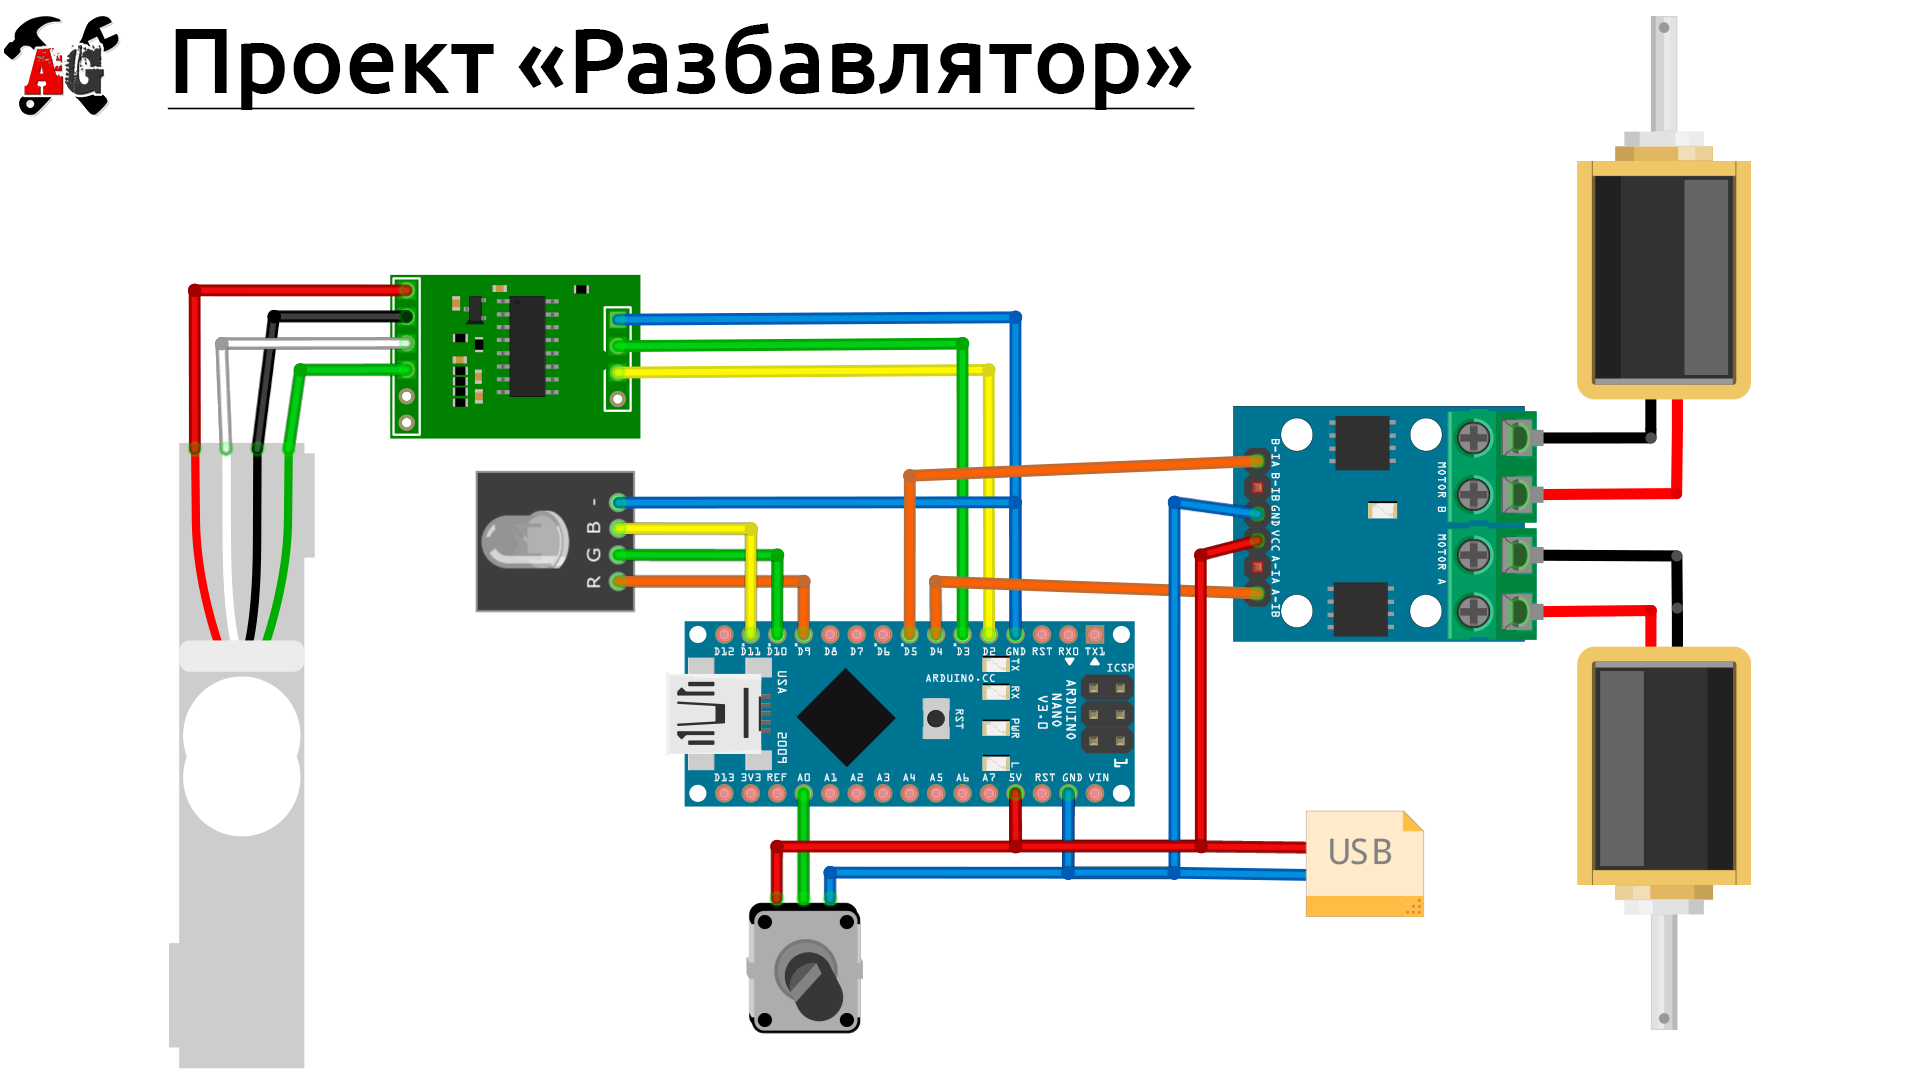 AG
Проект «Разбавлятор»
- B G R
B-IA B-IB GND VCC A-IA A-IB
MOTOR B
MOTOR A
D12 D11 D10 D9 D8 D7 D6 D5 D4 D3 D2 GND RST RX0 TX1
ICSP
USA
ARDUINO.CC
TX
RX
PWR
L
RST
ARDUINO
NANO
V3.0
2005
1
D13 3V3 REF A0 A1 A2 A3 A4 A5 A6 A7 5V RST GND VIN
USB